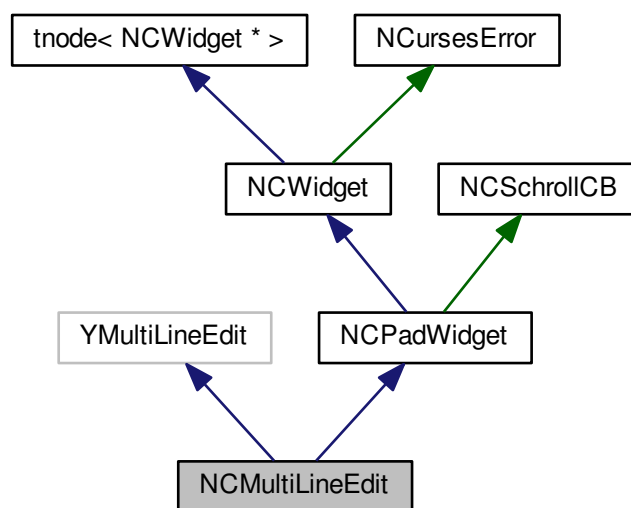 tnode< NCWidget * >
NCursesError
NCWidget
NCSchrollCB
YMultiLineEdit
NCPadWidget
NCMultiLineEdit